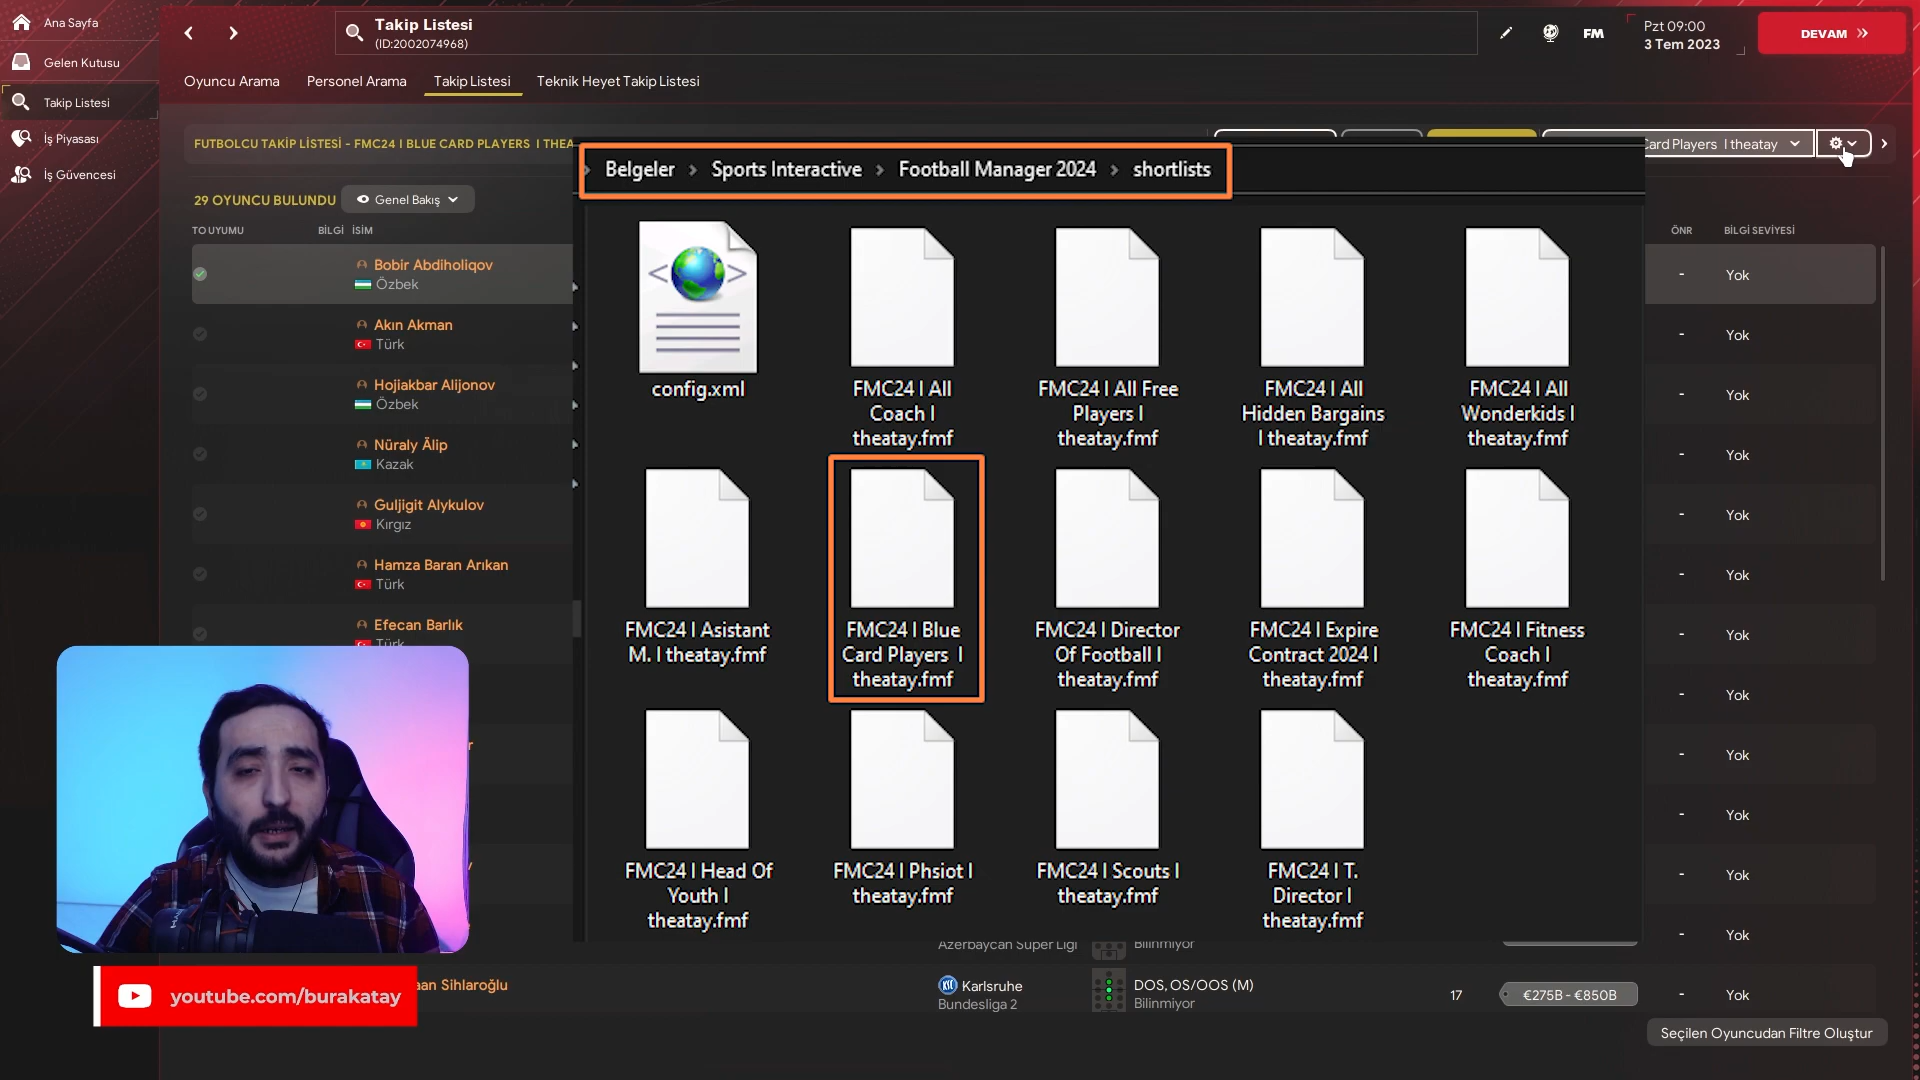 Ana Sayfa
Gelen Kutusu
Takip Listesi
İş Piyasası
İş Güvencesi
Takip Listesi
(ID:2002074968)
FM
Pzt 09:00
3 Tem 2023
DEVAM
Oyuncu Arama
Personel Arama
Takip Listesi
Teknik Heyet Takip Listesi
FUTBOLCU TAKİP LİSTESİ - FMC24 I BLUE CARD PLAYERS I THEA
Card Players I theatay
29 OYUNCU BULUNDU
Genel Bakış
TO UYUMU
BİLGİ
İSİM
ÖNR
BİLGİ SEVİYESİ
Bobir Abdiholiqov
Özbek
- Yok
Akın Akman
Türk
- Yok
Hojiakbar Alijonov
Özbek
- Yok
Nūraly Älip
Kazak
- Yok
Guljigit Alykulov
Kırgız
- Yok
Hamza Baran Arıkan
Türk
- Yok
Efecan Barlık
Türk
- Yok
- Yok
- Yok
- Yok
- Yok
- Yok
Belgeler > Sports Interactive > Football Manager 2024 > shortlists
config.xml
FMC24 I All
Coach I
theatay.fmf
FMC24 I All Free
Players I
theatay.fmf
FMC24 I All
Hidden Bargains
I theatay.fmf
FMC24 I All
Wonderkids I
theatay.fmf
FMC24 I Asistant
M. I theatay.fmf
FMC24 I Blue
Card Players I
theatay.fmf
FMC24 I Director
Of Football I
theatay.fmf
FMC24 I Expire
Contract 2024 I
theatay.fmf
FMC24 I Fitness
Coach I
theatay.fmf
FMC24 I Head Of
Youth I
theatay.fmf
FMC24 I Phsiot I
theatay.fmf
FMC24 I Scouts I
theatay.fmf
FMC24 I T.
Director I
theatay.fmf
Azerbaycan Süper Ligi
Bilinmiyor
aan Sihlaroğlu
Karlsruhe
Bundesliga 2
DOS, OS/OOS (M)
Bilinmiyor
17
€275B - €850B
- Yok
Seçilen Oyuncudan Filtre Oluştur
youtube.com/burakatay